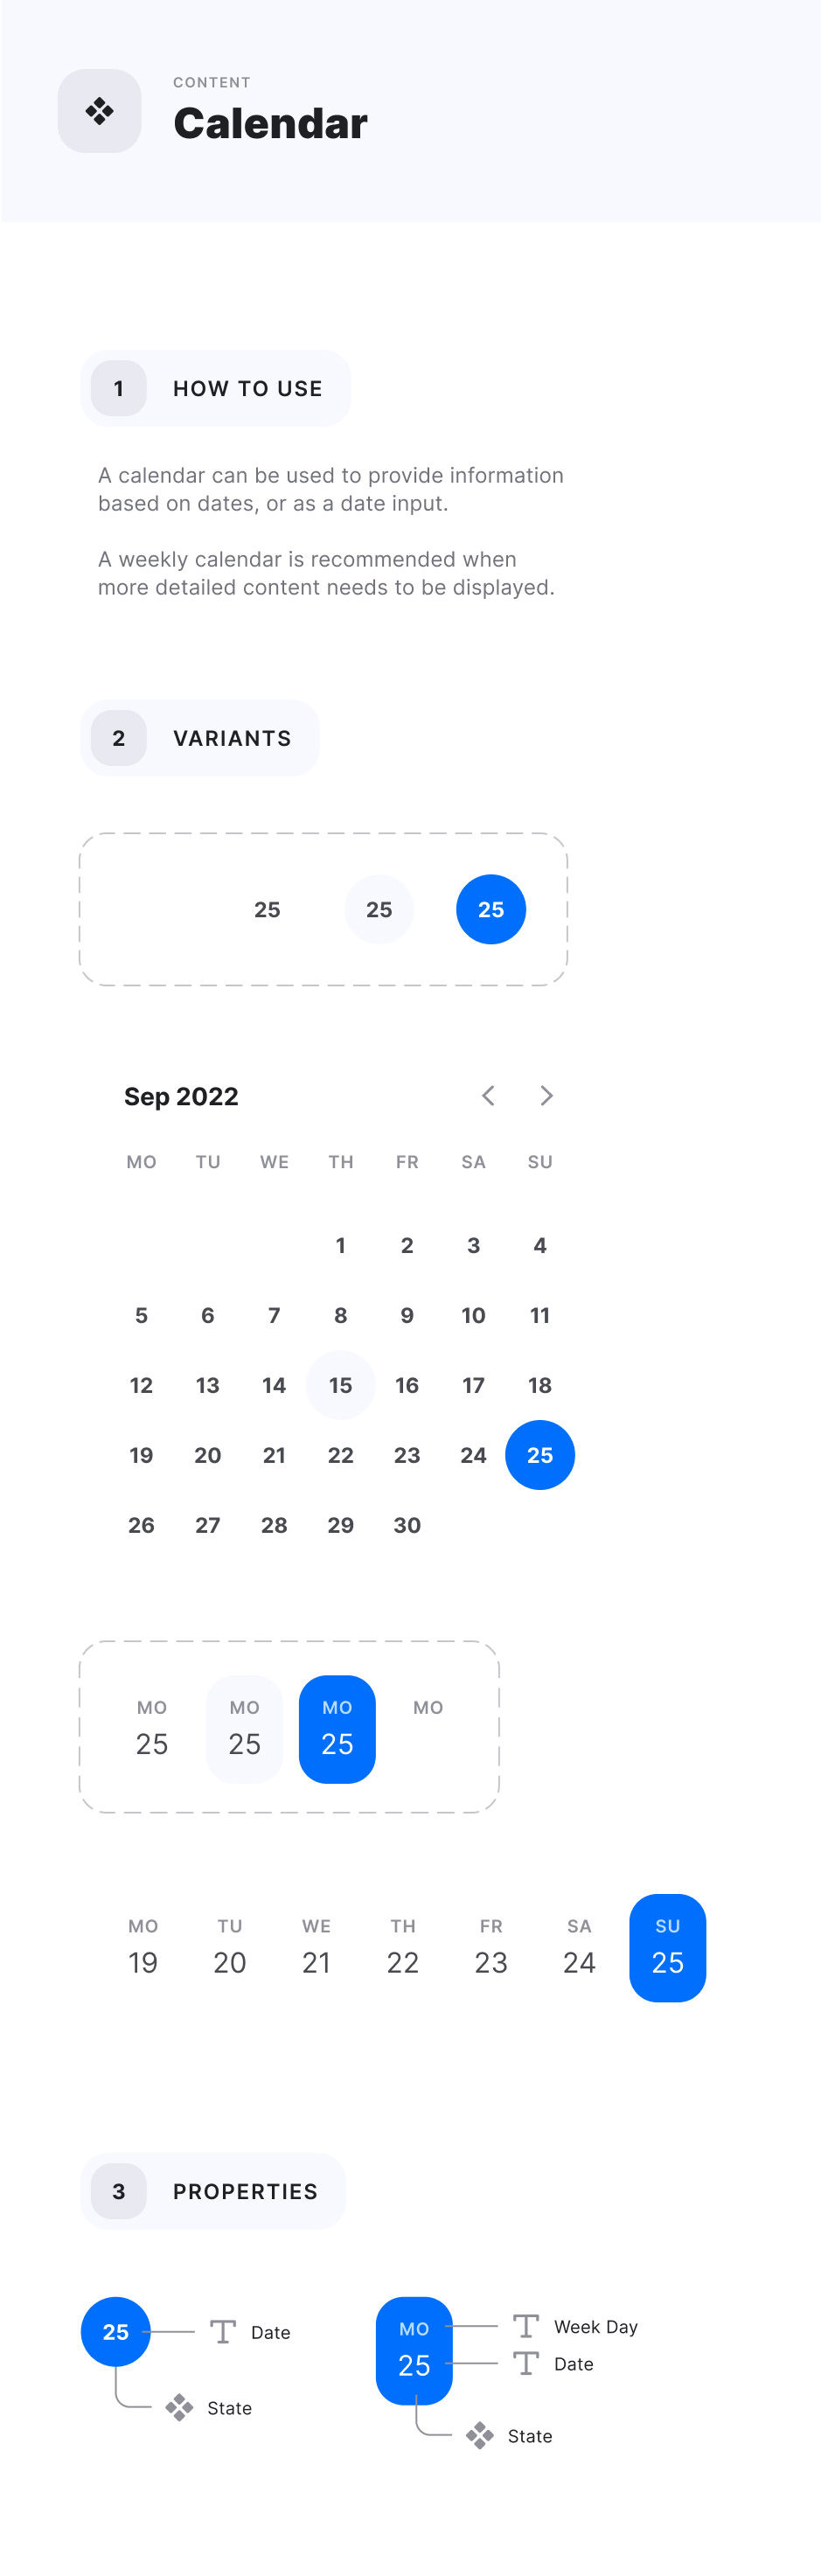 CONTENT
Calendar
1 HOW TO USE
A calendar can be used to provide information
based on dates, or as a date input.
A weekly calendar is recommended when
more detailed content needs to be displayed.
2 VARIANTS
25 25 25
Sep 2022
MO TU WE TH FR SA SU
1 2 3 4
5 6 7 8 9 10 11
12 13 14 15 16 17 18
19 20 21 22 23 24 25
26 27 28 29 30
MO MO MO MO
25 25 25
MO TU WE TH FR SA SU
19 20 21 22 23 24 25
3 PROPERTIES
25 Date
State
MO Week Day
25 Date
State